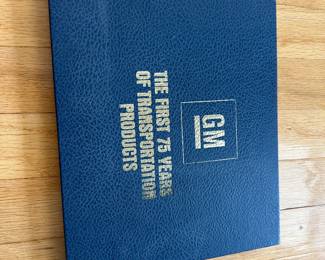 GM
THE FIRST 75 YEARS
OF TRANSPORTATION
PRODUCTS